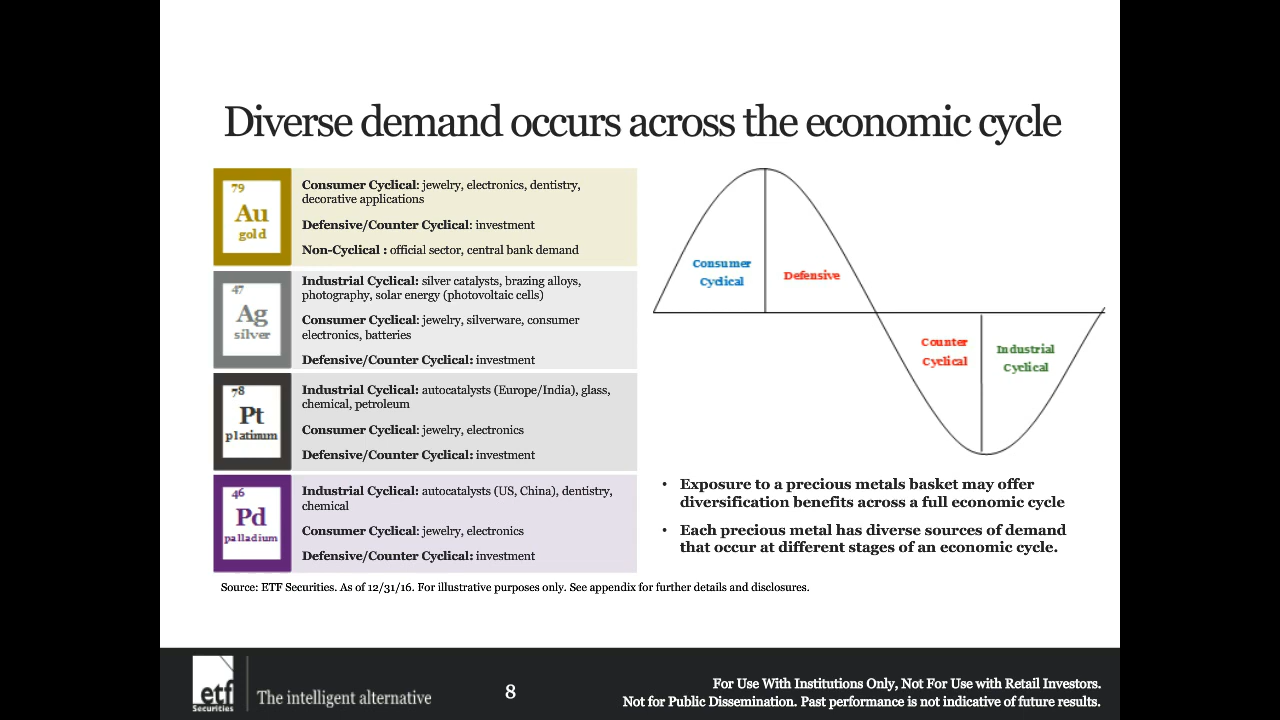 Diverse demand occurs across the economic cycle
79
Au
gold
Consumer Cyclical: jewelry, electronics, dentistry,
decorative applications
Defensive/Counter Cyclical: investment
Non-Cyclical : official sector, central bank demand
47
Ag
silver
Industrial Cyclical: silver catalysts, brazing alloys,
photography, solar energy (photovoltaic cells)
Consumer Cyclical: jewelry, silverware, consumer
electronics, batteries
Defensive/Counter Cyclical: investment
78
Pt
platinum
Industrial Cyclical: autocatalysts (Europe/India), glass,
chemical, petroleum
Consumer Cyclical: jewelry, electronics
Defensive/Counter Cyclical: investment
46
Pd
palladium
Industrial Cyclical: autocatalysts (US, China), dentistry,
chemical
Consumer Cyclical: jewelry, electronics
Defensive/Counter Cyclical: investment
Consumer
Cyclical
Defensive
Counter
Cyclical
Industrial
Cyclical
• Exposure to a precious metals basket may offer
diversification benefits across a full economic cycle
• Each precious metal has diverse sources of demand
that occur at different stages of an economic cycle.
Source: ETF Securities. As of 12/31/16. For illustrative purposes only. See appendix for further details and disclosures.
etf
Securities
The intelligent alternative
8
For Use With Institutions Only, Not For Use with Retail Investors.
Not for Public Dissemination. Past performance is not indicative of future results.